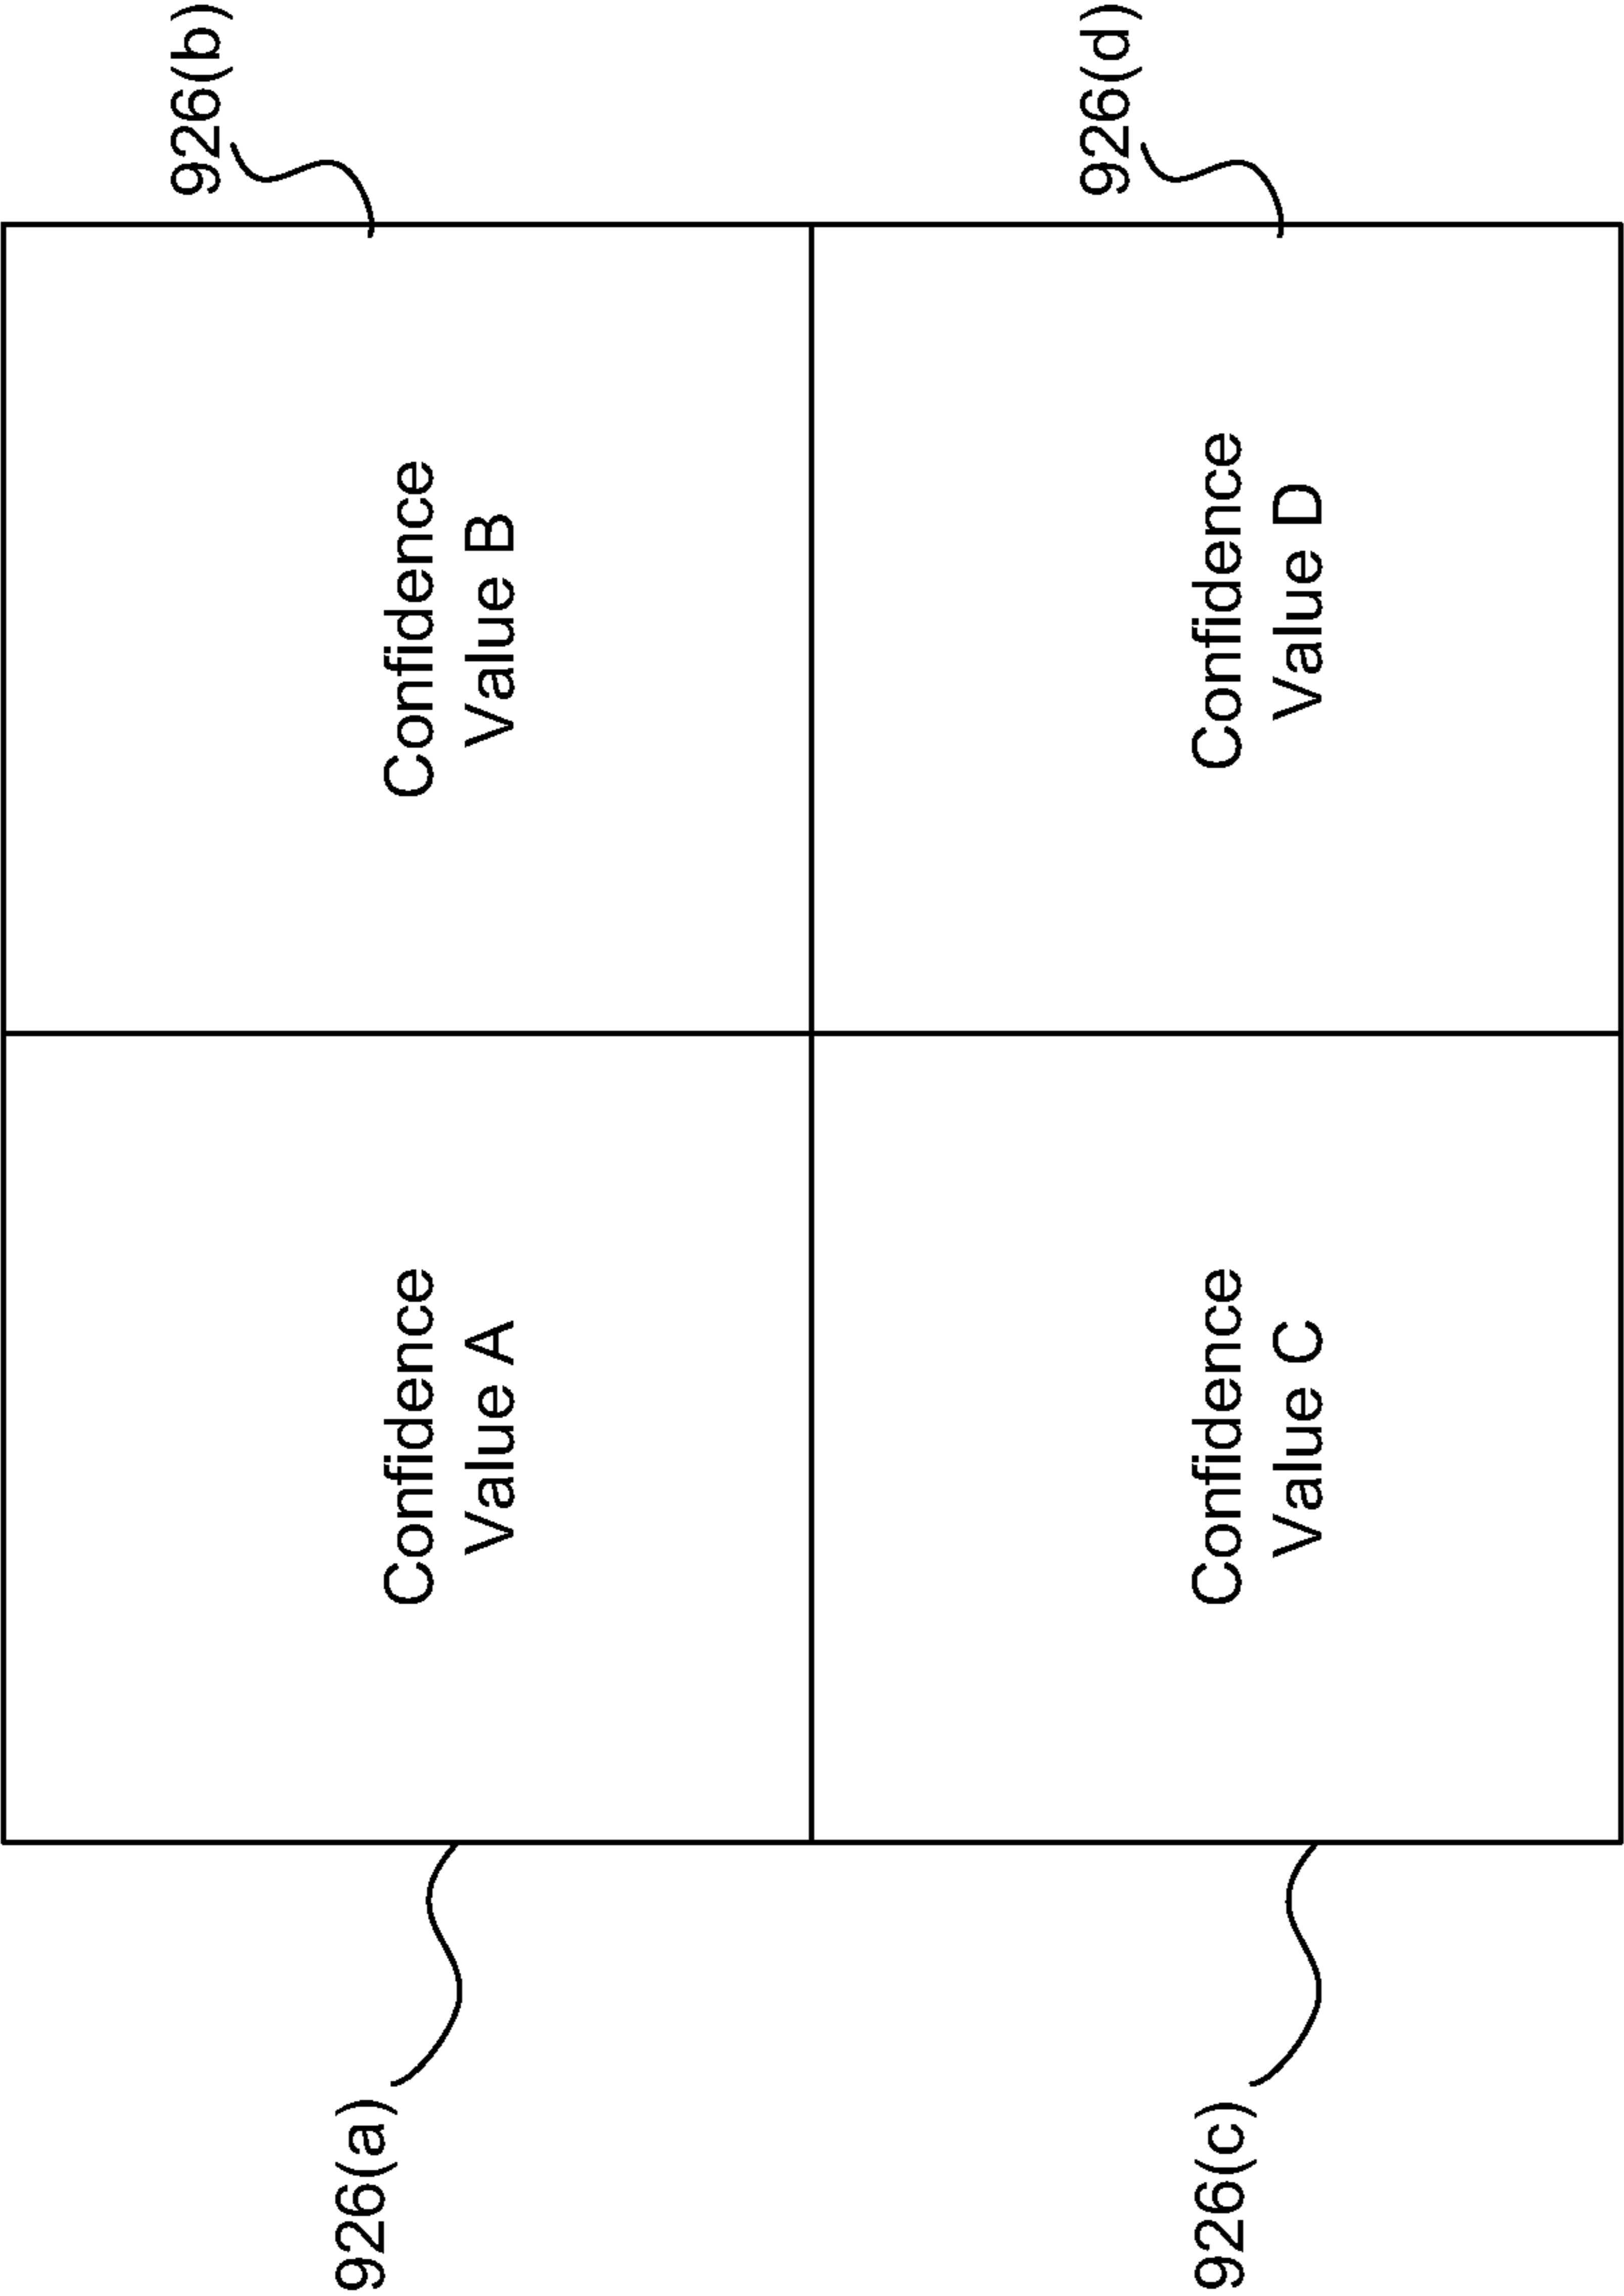 926(a)
Confidence
Value A
Confidence
Value B
926(b)
926(c)
Confidence
Value C
Confidence
Value D
926(d)